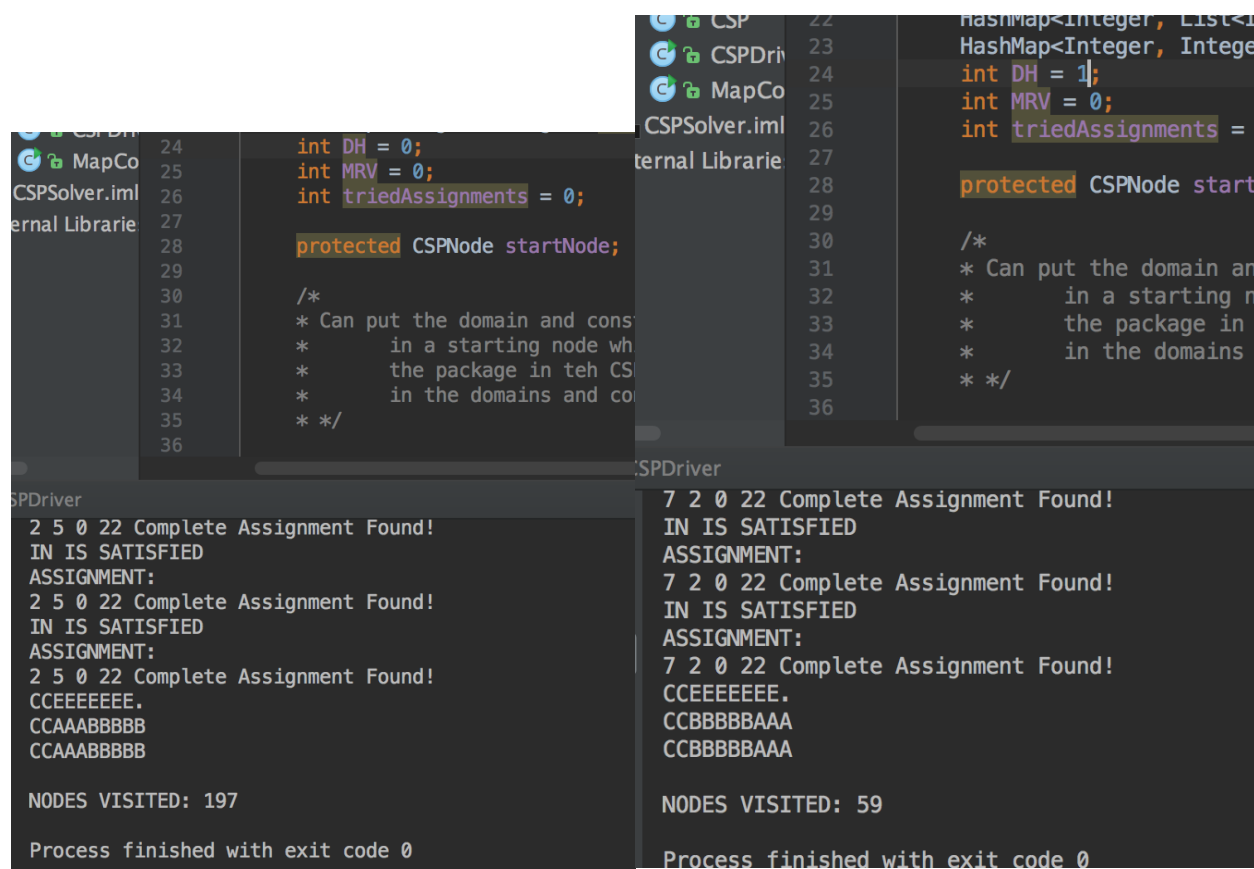 CSPDri
MapCo
CSPSolver.iml
ernal Librarie
24 int DH = 0;
25 int MRV = 0;
26 int triedAssignments = 0;
27
28 protected CSPNode startNode;
29
30 /*
31 * Can put the domain and cons
32 * in a starting node wh
33 * the package in teh CS
34 * in the domains and co
35 * */
36
SPDriver
2 5 0 22 Complete Assignment Found!
IN IS SATISFIED
ASSIGNMENT:
2 5 0 22 Complete Assignment Found!
IN IS SATISFIED
ASSIGNMENT:
2 5 0 22 Complete Assignment Found!
CCEEEEEEE.
CCAAABBBBB
CCAAABBBBB
NODES VISITED: 197
Process finished with exit code 0
CSP
CSPDriv
MapCo
CSPSolver.iml
ternal Librarie
22 HashMap<Integer, List<I
23 HashMap<Integer, Intege
24 int DH = 1;
25 int MRV = 0;
26 int triedAssignments =
27
28 protected CSPNode start
29
30 /*
31 * Can put the domain an
32 * in a starting n
33 * the package in
34 * in the domains
35 * */
36
CSPDriver
7 2 0 22 Complete Assignment Found!
IN IS SATISFIED
ASSIGNMENT:
7 2 0 22 Complete Assignment Found!
IN IS SATISFIED
ASSIGNMENT:
7 2 0 22 Complete Assignment Found!
CCEEEEEEE.
CCBBBBBAAA
CCBBBBBAAA
NODES VISITED: 59
Process finished with exit code 0